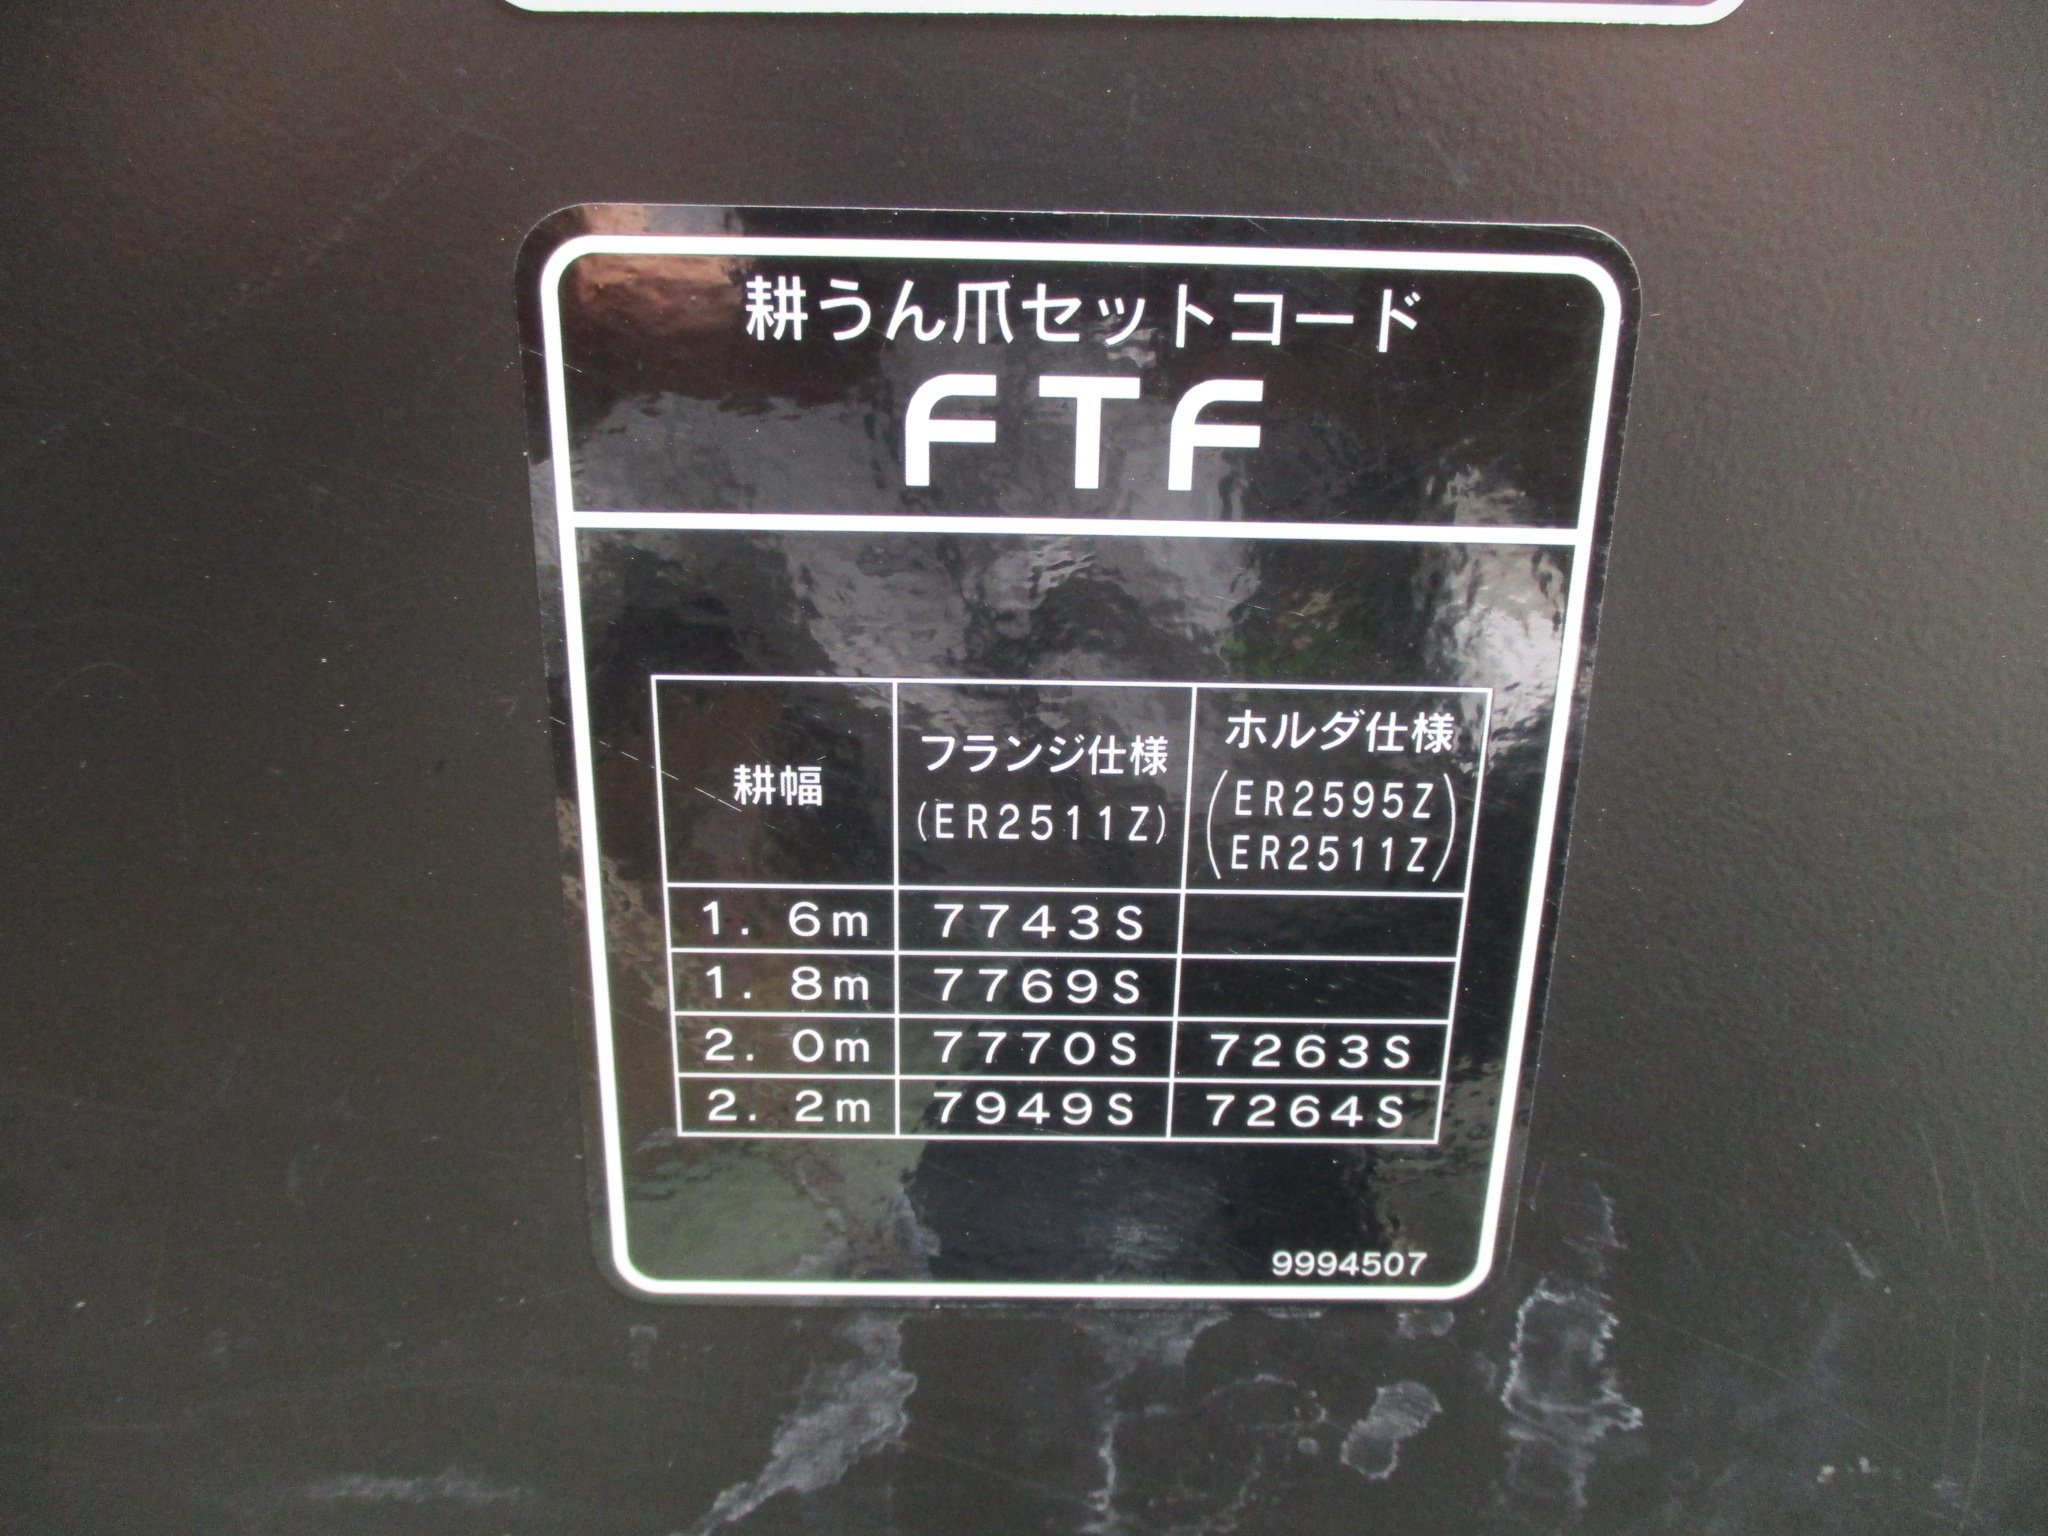 耕うん爪セットコード
FTF
耕幅 フランジ仕様 (ER2511Z) ホルダ仕様 (ER2595Z ER2511Z)
1.6m 7743S
1.8m 7769S
2.0m 7770S 7263S
2.2m 7949S 7264S
9994507